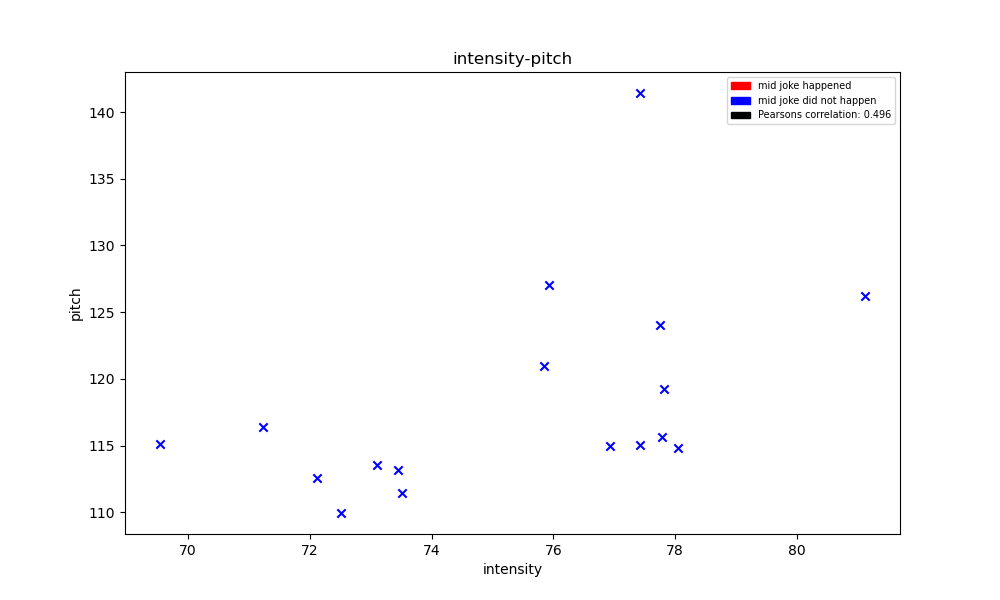 intensity-pitch
mid joke happened
mid joke did not happen
Pearsons correlation: 0.496
140
135
130
125
120
115
110
pitch
70 72 74 76 78 80
intensity